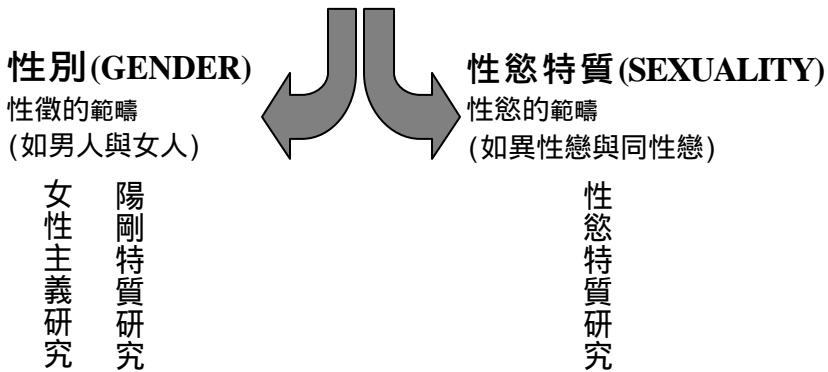 性別(GENDER)
性徵的範疇
(如男人與女人)
女性主義研究
陽剛特質研究
性慾特質(SEXUALITY)
性慾的範疇
(如異性戀與同性戀)
性慾特質研究